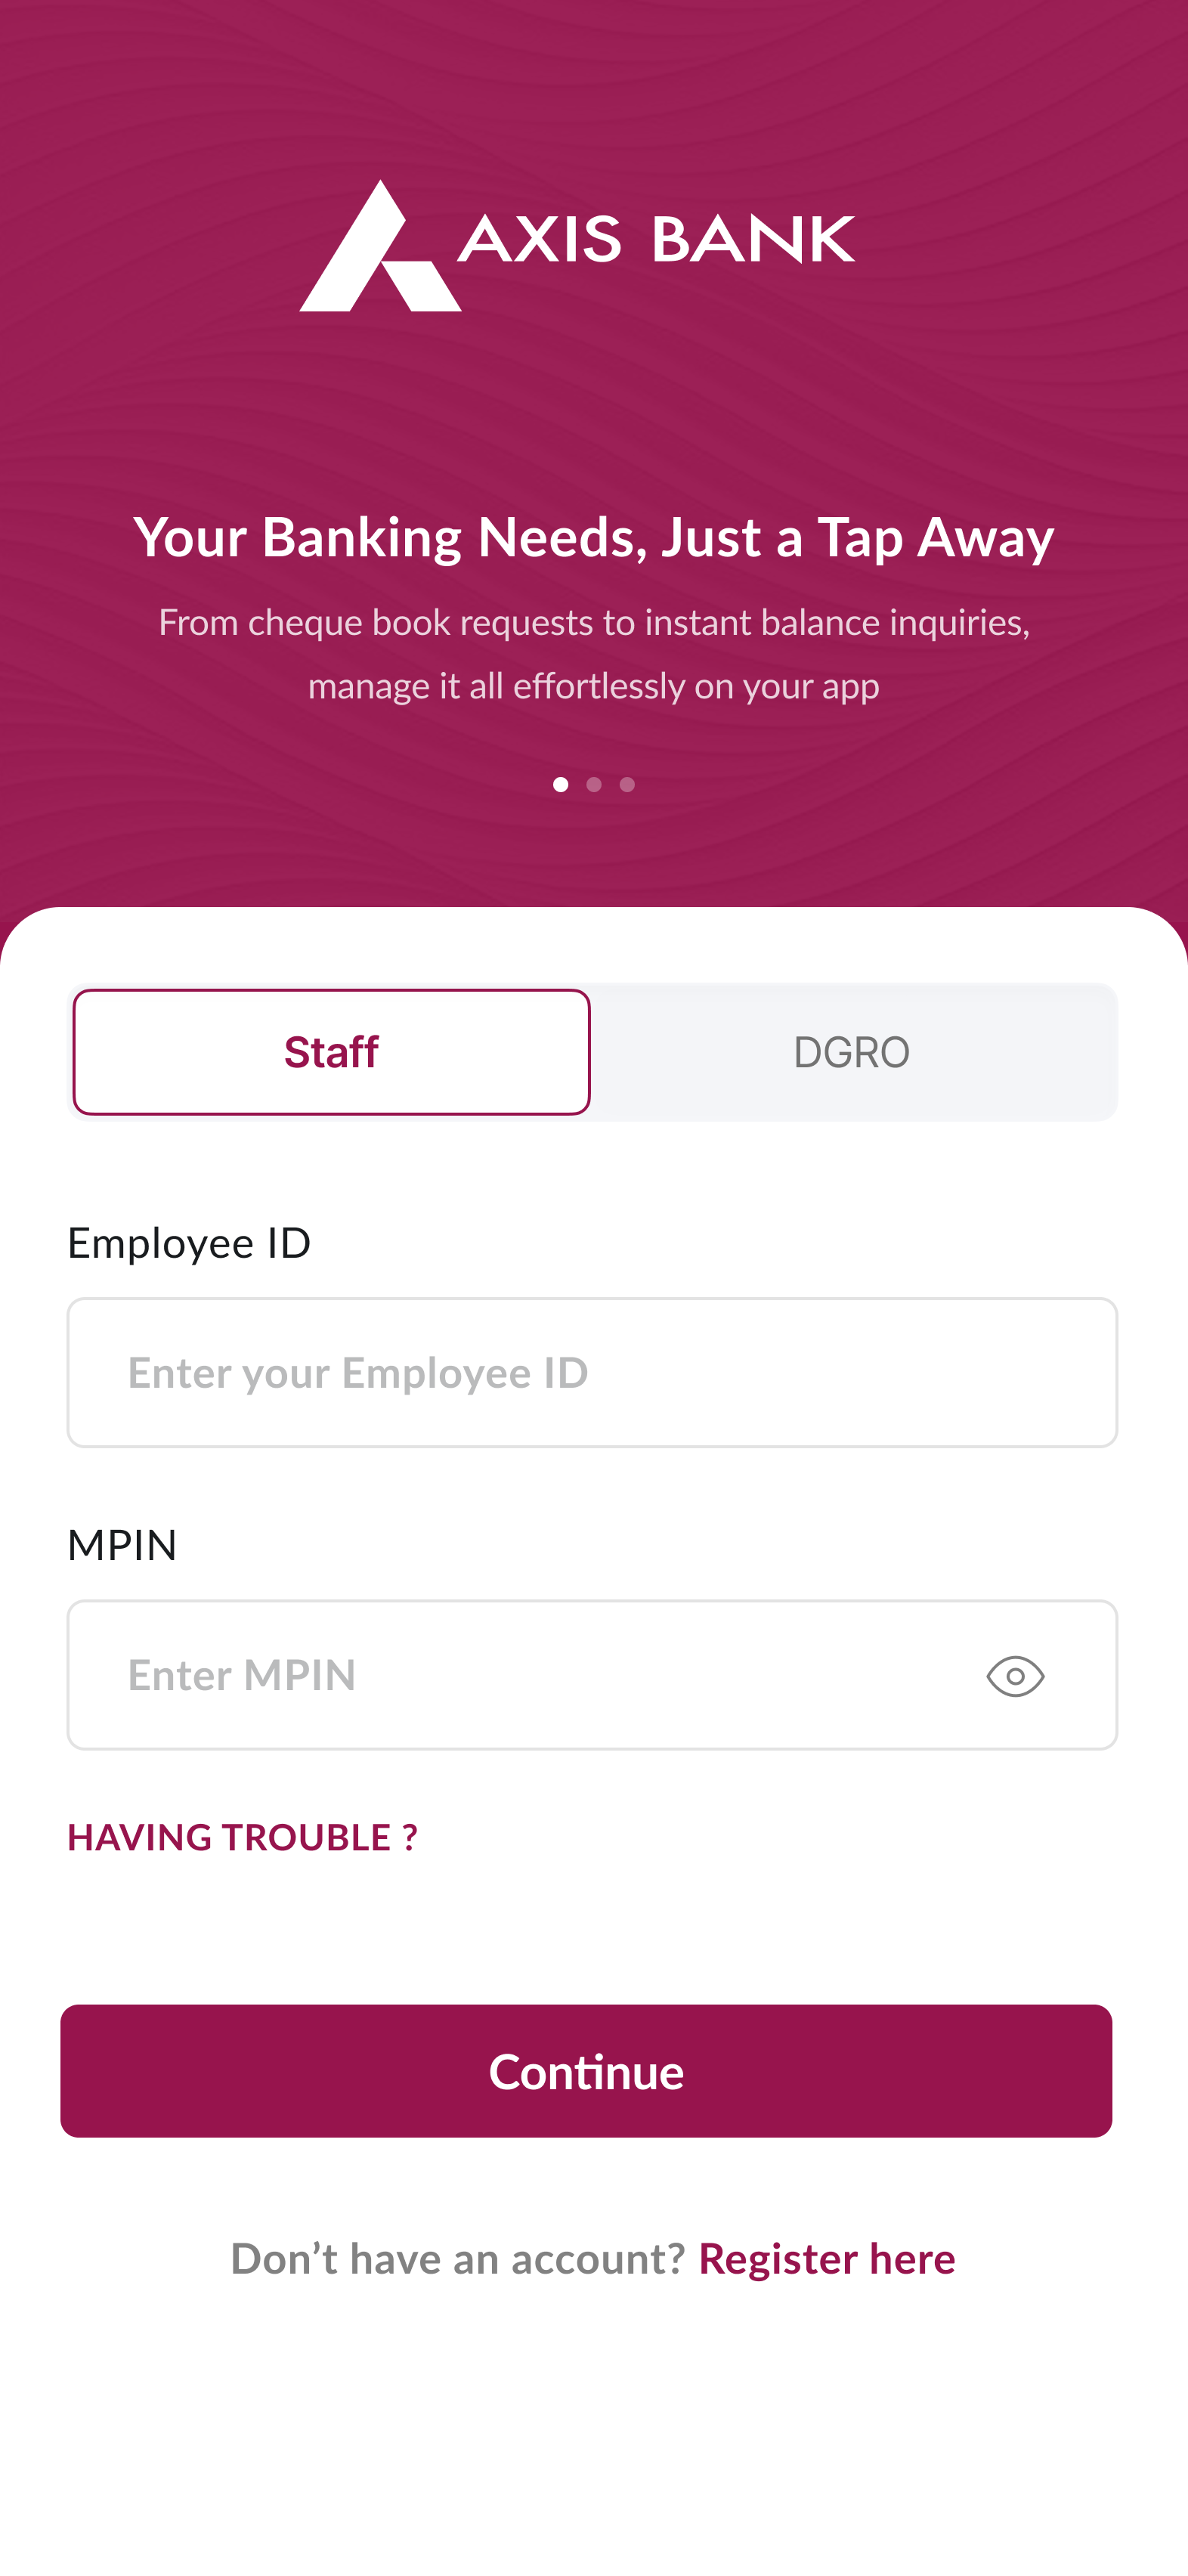 AXIS BANK
Your Banking Needs, Just a Tap Away
From cheque book requests to instant balance inquiries,
manage it all effortlessly on your app
Staff
DGRO
Employee ID
Enter your Employee ID
MPIN
Enter MPIN
HAVING TROUBLE ?
Continue
Don’t have an account? Register here